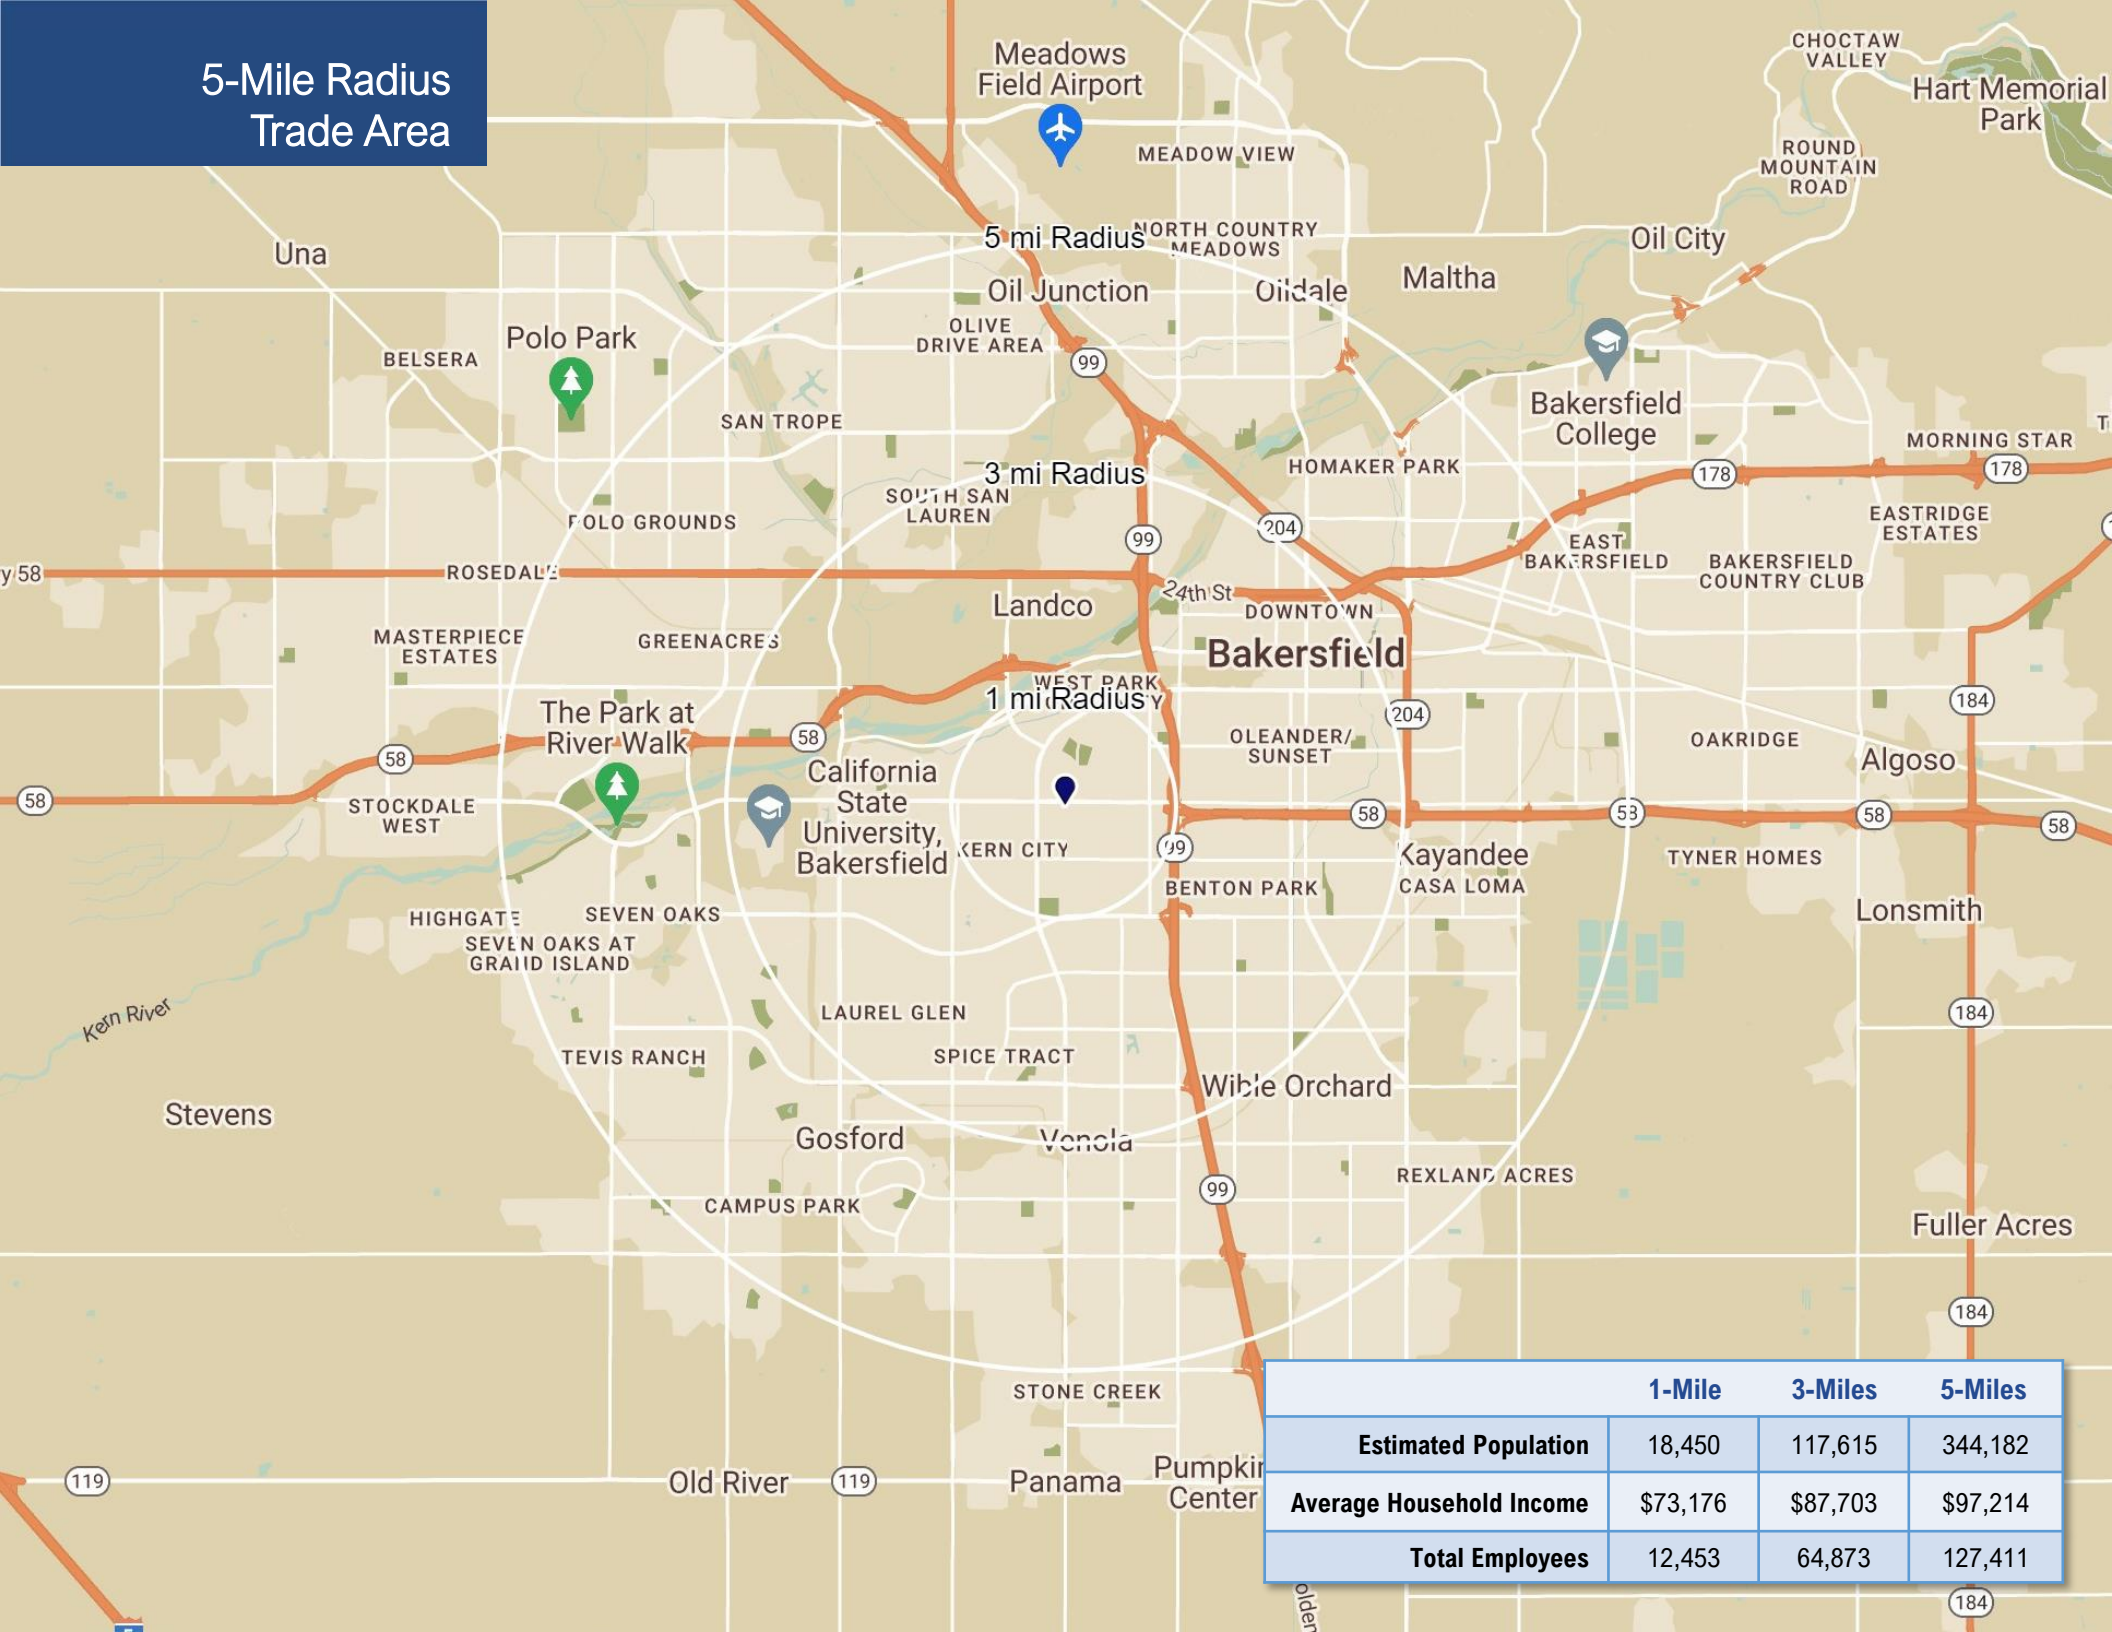 5-Mile Radius
Trade Area
Meadows
Field Airport
CHOCTAW
VALLEY
Hart Memorial
Park
MEADOW VIEW
ROUND
MOUNTAIN
ROAD
5 mi Radius
NORTH COUNTRY
MEADOWS
Una
Oil City
Oil Junction
Oildale
Maltha
Polo Park
OLIVE
DRIVE AREA
BELSERA
99
Bakersfield
College
SAN TROPE
MORNING STAR
3 mi Radius
HOMAKER PARK
178
178
SOUTH SAN
LAUREN
POLO GROUNDS
99
204
EASTRIDGE
ESTATES
EAST
BAKERSFIELD
BAKERSFIELD
COUNTRY CLUB
y 58
ROSEDALE
24th St
Landco
DOWNTOWN
MASTERPIECE
ESTATES
GREENACRES
Bakersfield
WEST PARK
1 mi Radius
184
The Park at
River Walk
204
58
58
OLEANDER/
SUNSET
OAKRIDGE
Algoso
California
State
University,
Bakersfield
58
STOCKDALE
WEST
58
58
58
58
KERN CITY
99
Kayandee
CASA LOMA
TYNER HOMES
BENTON PARK
HIGHGATE
SEVEN OAKS
Lonsmith
SEVEN OAKS AT
GRAND ISLAND
Kern River
LAUREL GLEN
184
TEVIS RANCH
SPICE TRACT
Wible Orchard
Stevens
Gosford
Venola
99
REXLAND ACRES
CAMPUS PARK
Fuller Acres
184
STONE CREEK
1-Mile 3-Miles 5-Miles
Estimated Population 18,450 117,615 344,182
Average Household Income $73,176 $87,703 $97,214
Total Employees 12,453 64,873 127,411
119
Old River
119
Panama
Pumpkin
Center
olden
184